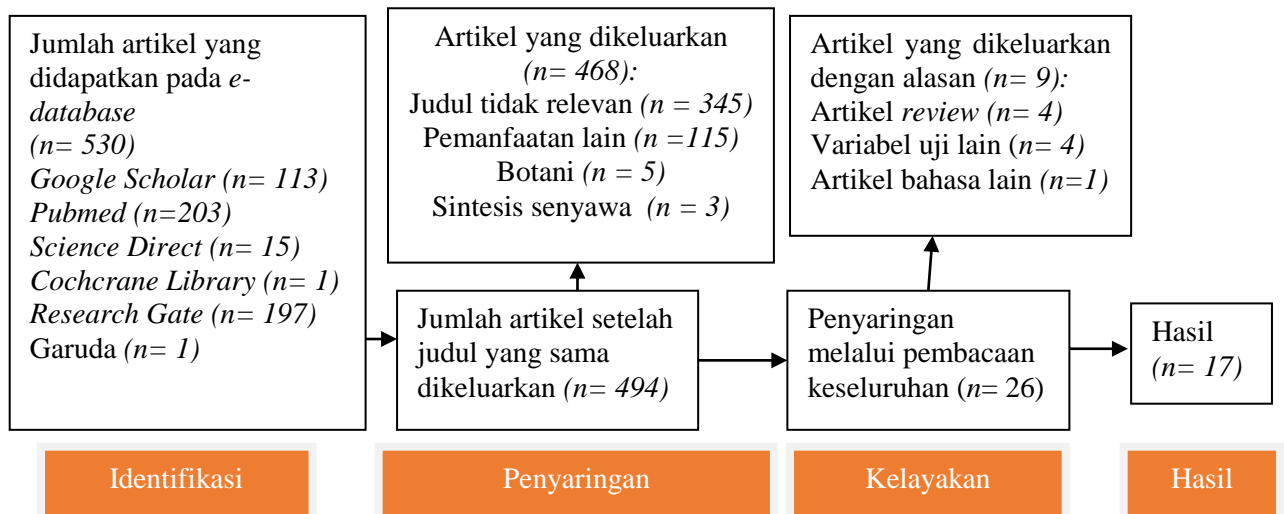 Jumlah artikel yang
didapatkan pada e-
database
(n= 530)
Google Scholar (n= 113)
Pubmed (n=203)
Science Direct (n= 15)
Cochcrane Library (n= 1)
Research Gate (n= 197)
Garuda (n= 1)
Artikel yang dikeluarkan
(n= 468):
Judul tidak relevan (n = 345)
Pemanfaatan lain (n =115)
Botani (n = 5)
Sintesis senyawa (n = 3)
Jumlah artikel setelah
judul yang sama
dikeluarkan (n= 494)
Artikel yang dikeluarkan
dengan alasan (n= 9):
Artikel review (n= 4)
Variabel uji lain (n= 4)
Artikel bahasa lain (n=1)
Penyaringan
melalui pembacaan
keseluruhan (n= 26)
Hasil
(n= 17)
Identifikasi
Penyaringan
Kelayakan
Hasil